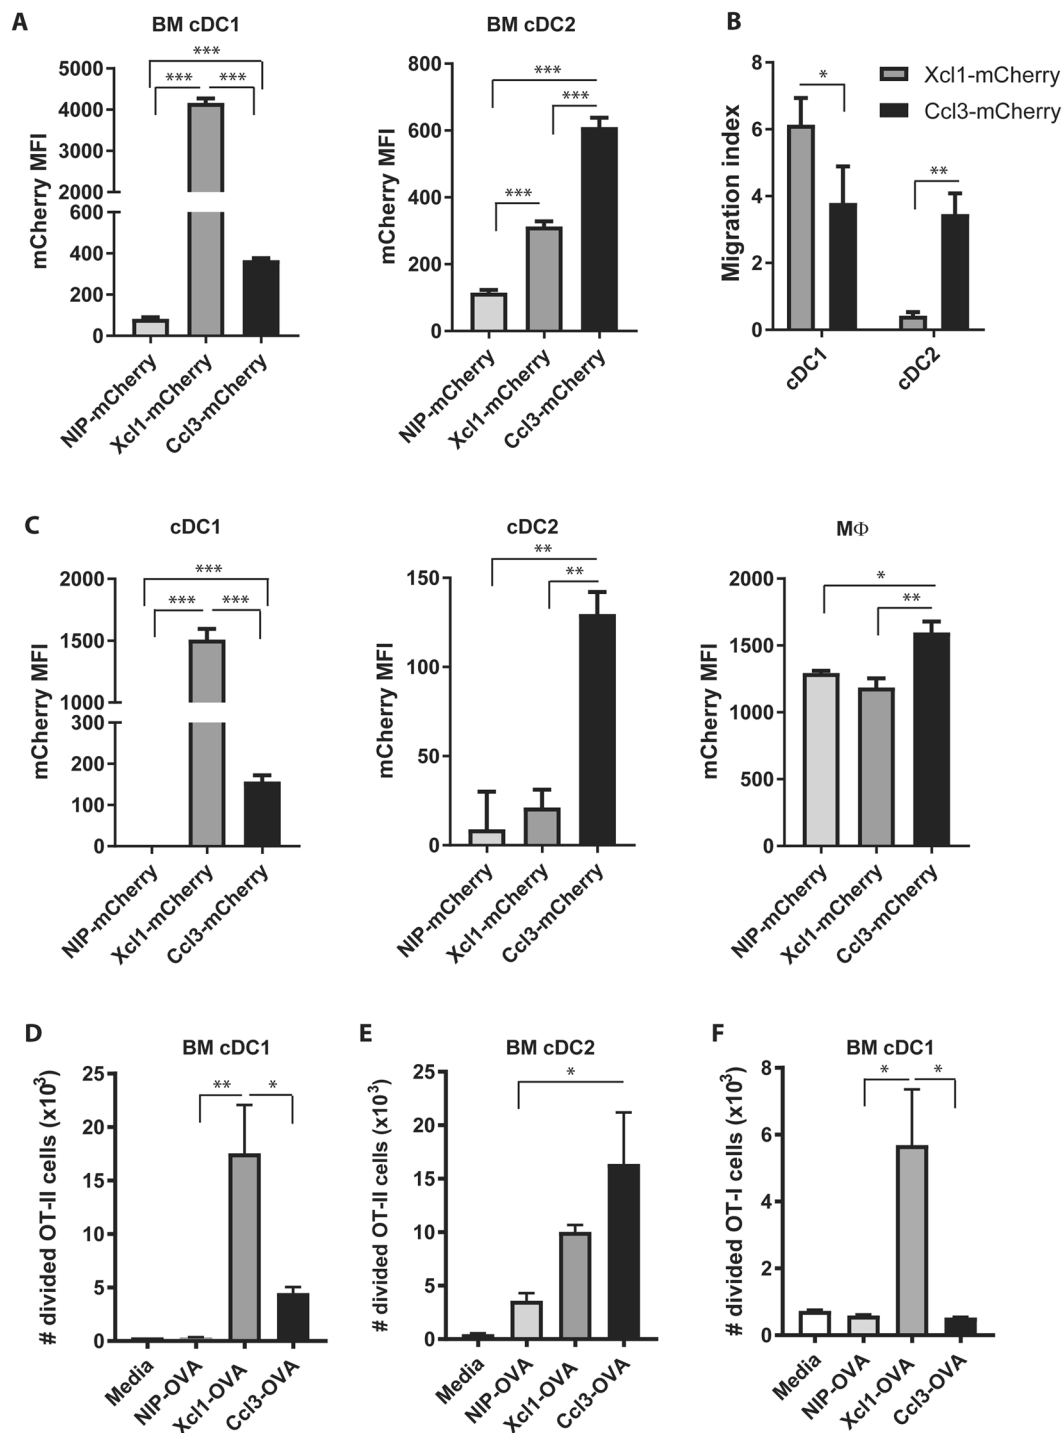 A
BM cDC1
mCherry MFI
5000
4000
3000
2000
600
400
200
0
***
*** ***
NIP-mCherry
Xcl1-mCherry
Ccl3-mCherry
BM cDC2
mCherry MFI
800
600
400
200
0
***
***
***
NIP-mCherry
Xcl1-mCherry
Ccl3-mCherry
B
Migration index
8
6
4
2
0
*
**
Xcl1-mCherry
Ccl3-mCherry
cDC1
cDC2
C
cDC1
mCherry MFI
2000
1500
1000
300
200
100
0
***
*** ***
NIP-mCherry
Xcl1-mCherry
Ccl3-mCherry
cDC2
mCherry MFI
150
100
50
0
**
**
NIP-mCherry
Xcl1-mCherry
Ccl3-mCherry
MΦ
mCherry MFI
2000
1500
1000
500
0
*
**
NIP-mCherry
Xcl1-mCherry
Ccl3-mCherry
D
BM cDC1
# divided OT-II cells (x10³)
25
20
15
10
5
0
** *
Media
NIP-OVA
Xcl1-OVA
Ccl3-OVA
E
BM cDC2
# divided OT-II cells (x10³)
25
20
15
10
5
0
*
Media
NIP-OVA
Xcl1-OVA
Ccl3-OVA
F
BM cDC1
# divided OT-I cells (x10³)
8
6
4
2
0
* *
Media
NIP-OVA
Xcl1-OVA
Ccl3-OVA